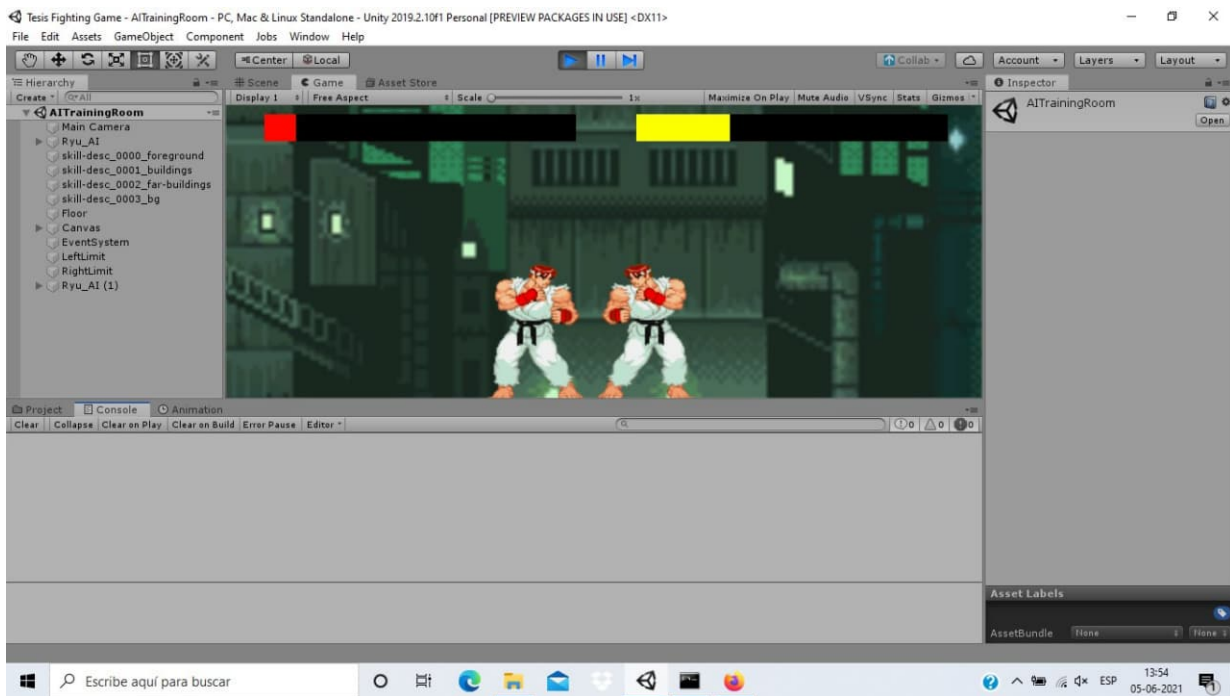 Tesis Fighting Game - AITrainingRoom - PC, Mac & Linux Standalone - Unity 2019.2.10f1 Personal [PREVIEW PACKAGES IN USE] <DX11>
File Edit Assets GameObject Component Jobs Window Help
Center Local Collab Account Layers Layout
Hierarchy Scene Game Asset Store Inspector
Create All Display 1 Free Aspect Scale 1x Maximize On Play Mute Audio VSync Stats Gizmos
AITrainingRoom
AITrainingRoom
Open
Main Camera
Ryu_AI
skill-desc_0000_foreground
skill-desc_0001_buildings
skill-desc_0002_far-buildings
skill-desc_0003_bg
Floor
Canvas
EventSystem
LeftLimit
RightLimit
Ryu_AI (1)
Project Console Animation
Clear Collapse Clear on Play Clear on Build Error Pause Editor 0 0 0
Asset Labels
AssetBundle None None
Escribe aquí para buscar ESP 13:54
05-06-2021 1